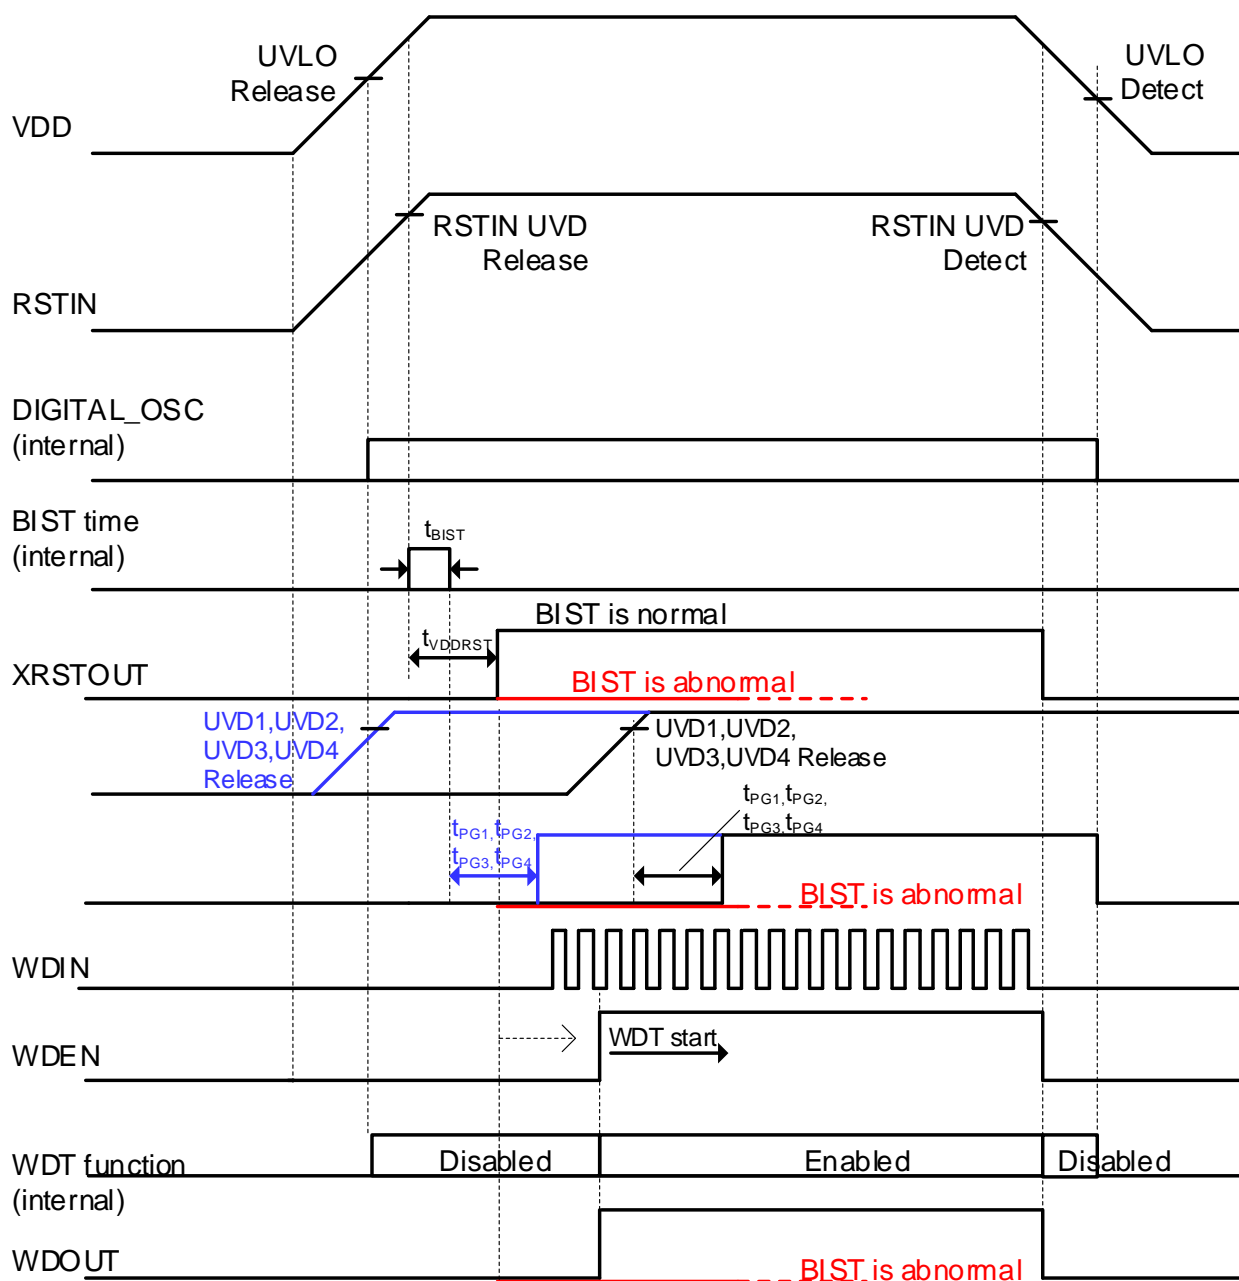 UVLO
Release
UVLO
Detect
VDD
RSTIN UVD
Release
RSTIN UVD
Detect
RSTIN
DIGITAL_OSC
(internal)
BIST time
(internal)
tBIST
BIST is normal
tVDDRST
XRSTOUT
BIST is abnormal
UVD1,UVD2,
UVD3,UVD4
Release
UVD1,UVD2,
UVD3,UVD4 Release
tPG1,tPG2,
tPG3,tPG4
tPG1,tPG2,
tPG3,tPG4
BIST is abnormal
WDIN
WDEN
WDT start
WDT function
(internal)
Disabled
Enabled
Disabled
WDOUT
BIST is abnormal